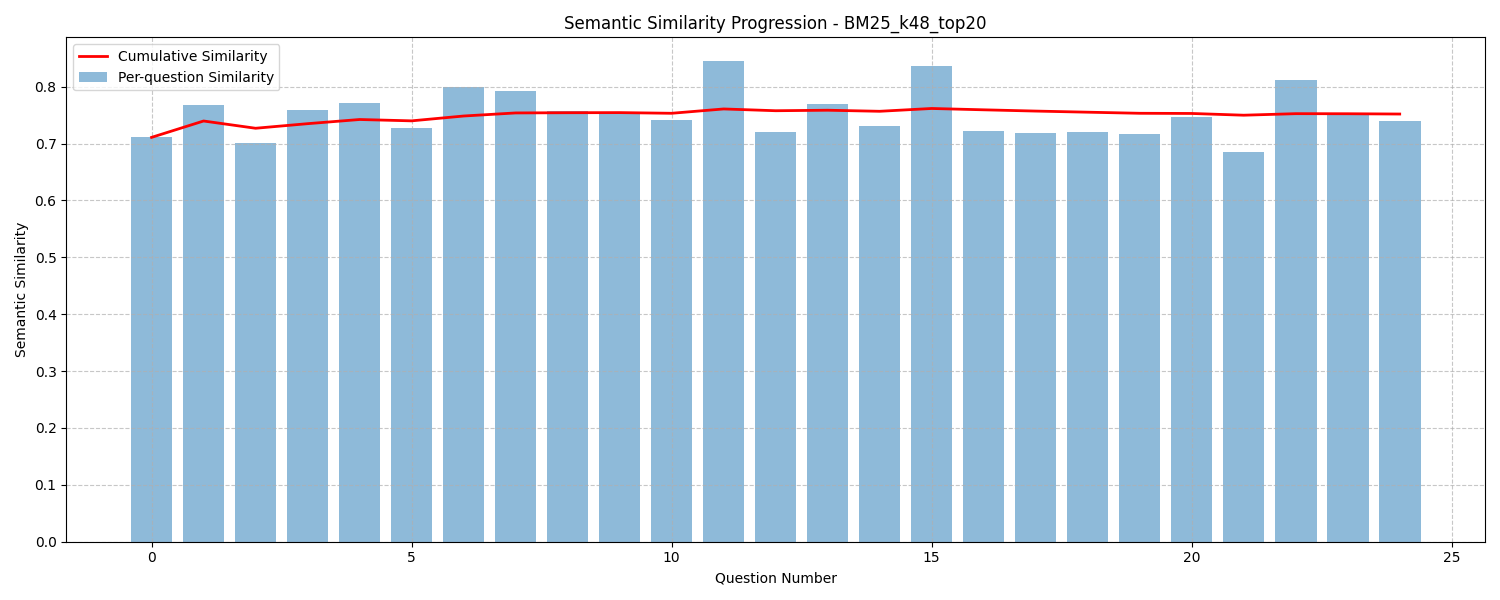 Semantic Similarity Progression - BM25_k48_top20
Cumulative Similarity
Per-question Similarity
Semantic Similarity
0.8
0.7
0.6
0.5
0.4
0.3
0.2
0.1
0.0
0 5 10 15 20 25
Question Number